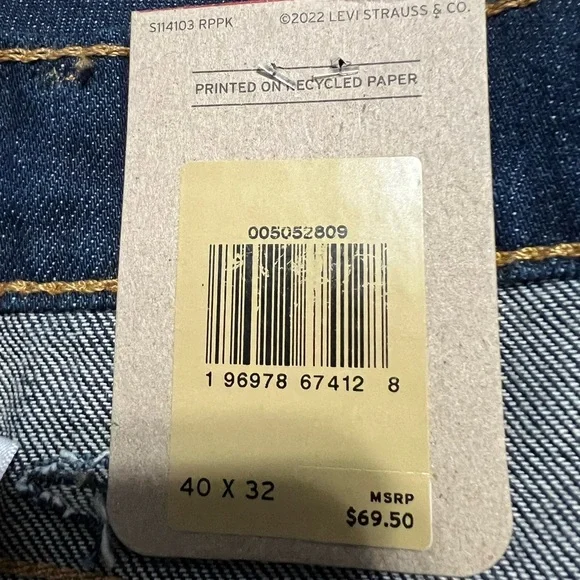 S114103 RPPK ©2022 LEVI STRAUSS & CO.
PRINTED ON RECYCLED PAPER
005052809
1 96978 67412 8
40 X 32
MSRP
$69.50